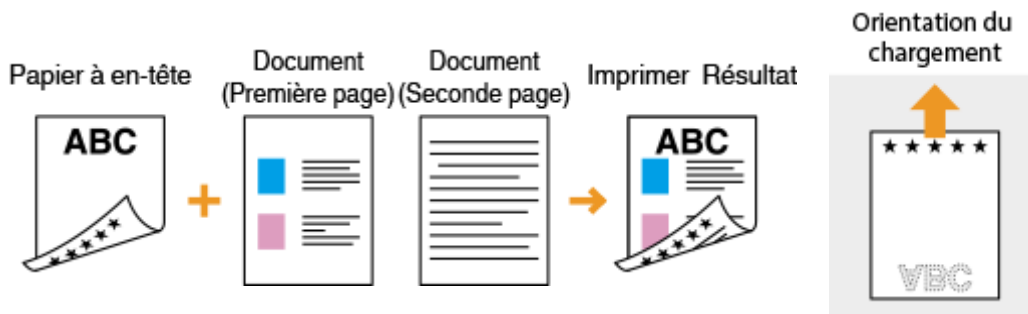 Orientation du
chargement
Papier à en-tête
Document
(Première page)
Document
(Seconde page)
Imprimer Résultat
ABC
ABC
ABC